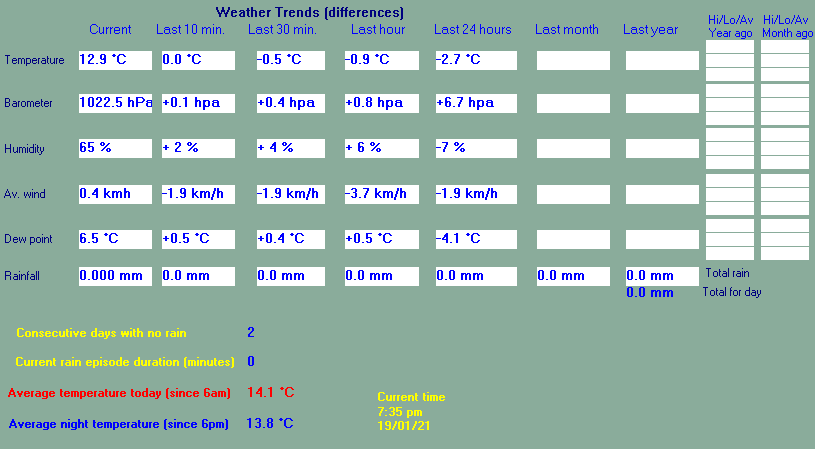 Weather Trends (differences)
Current Last 10 min. Last 30 min. Last hour Last 24 hours Last month Last year Hi/Lo/Av Year ago Hi/Lo/Av Month ago
Temperature 12.9 °C 0.0 °C -0.5 °C -0.9 °C -2.7 °C
Barometer 1022.5 hPa +0.1 hpa +0.4 hpa +0.8 hpa +6.7 hpa
Humidity 65 % + 2 % + 4 % + 6 % -7 %
Av. wind 0.4 kmh -1.9 km/h -1.9 km/h -3.7 km/h -1.9 km/h
Dew point 6.5 °C +0.5 °C +0.4 °C +0.5 °C -4.1 °C
Rainfall 0.000 mm 0.0 mm 0.0 mm 0.0 mm 0.0 mm 0.0 mm 0.0 mm Total rain
0.0 mm Total for day
Consecutive days with no rain 2
Current rain episode duration (minutes) 0
Average temperature today (since 6am) 14.1 °C
Average night temperature (since 6pm) 13.8 °C
Current time
7:35 pm
19/01/21